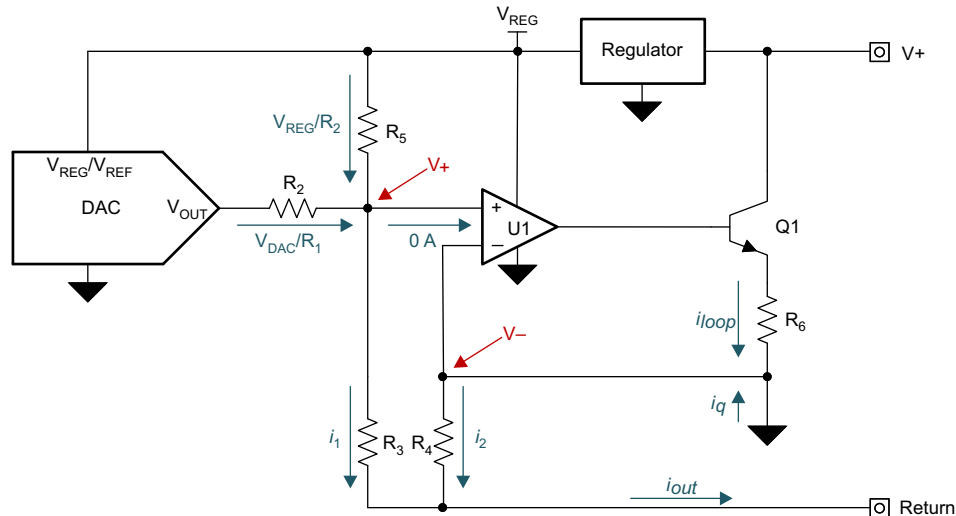 VREG
Regulator
V+
VREG/R2
R5
VREG/VREF
DAC
VOUT
R2
V+
VDAC/R1
0 A
+
−
U1
Q1
iloop
R6
V−
iq
i1
R3
R4
i2
iout
Return